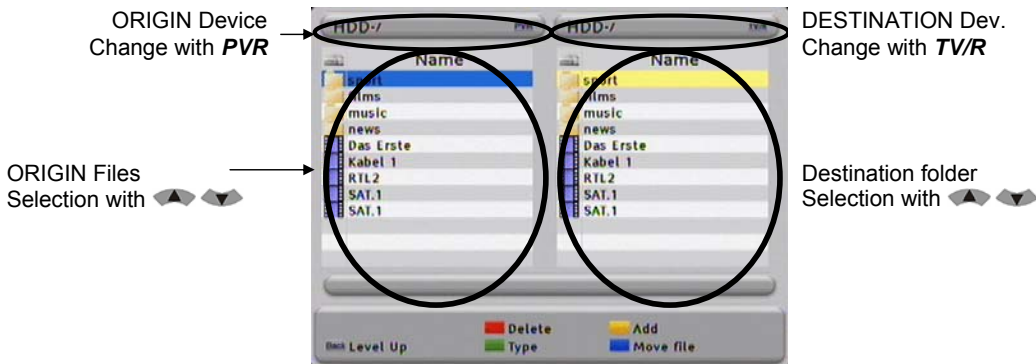 ORIGIN Device
Change with PVR
HDD-/
PVR
HDD-/
DESTINATION Dev.
Change with TV/R
Name
sport
films
music
news
Das Erste
Kabel 1
RTL2
SAT.1
SAT.1
Name
sport
films
music
news
Das Erste
Kabel 1
RTL2
SAT.1
SAT.1
ORIGIN Files
Selection with
Destination folder
Selection with
Back Level Up
Delete
Type
Add
Move file